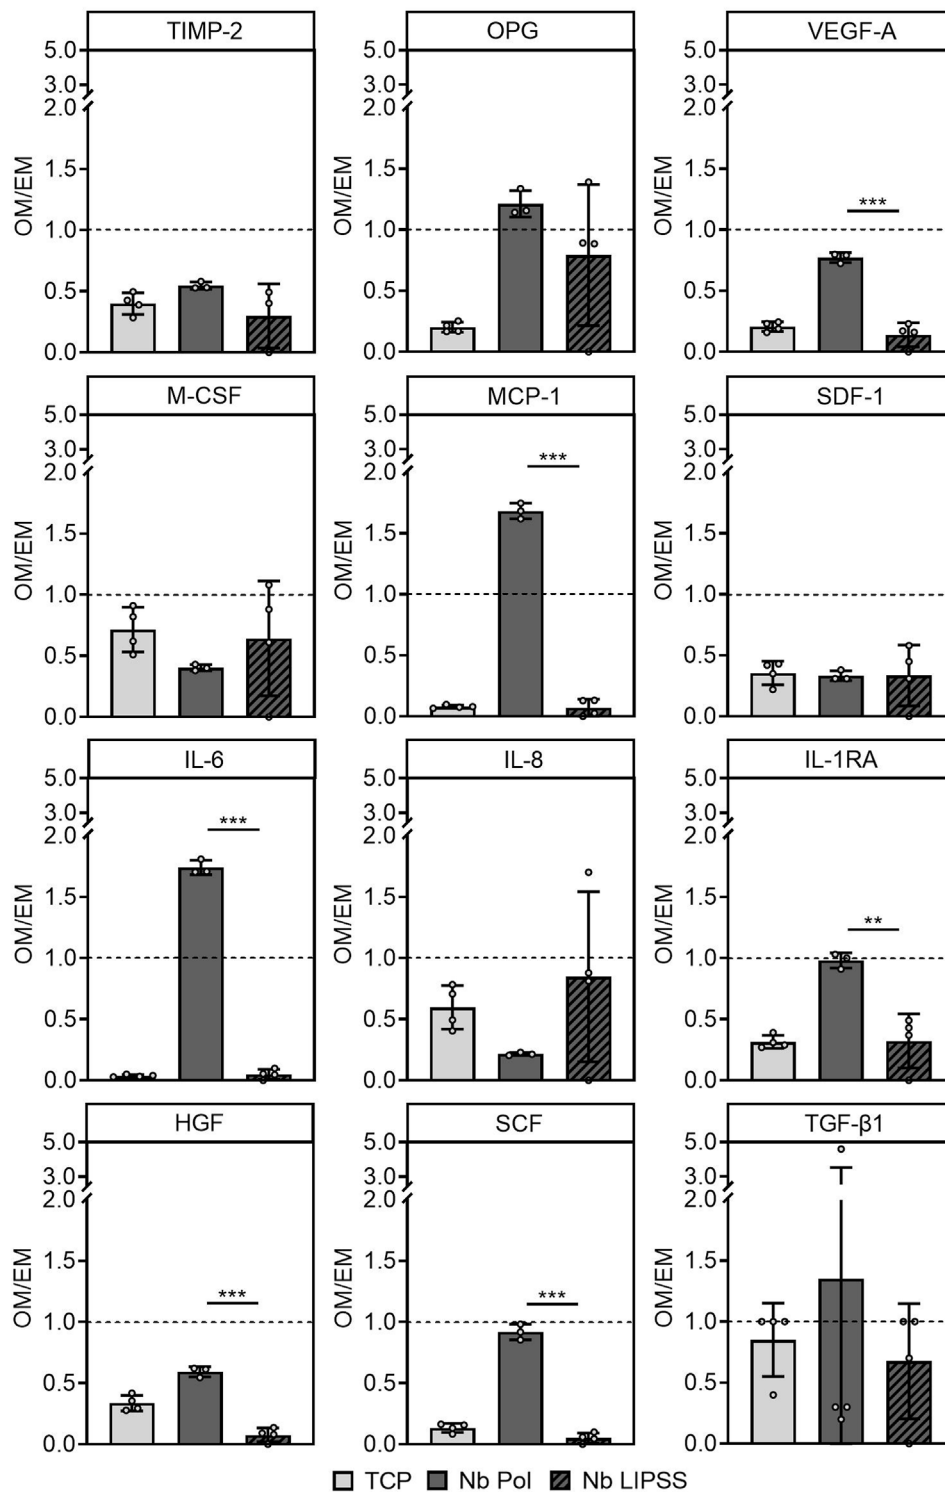 TIMP-2 OPG VEGF-A
5.0 5.0 5.0
3.0 3.0 3.0
2.0 2.0 2.0
1.5 1.5 1.5
***
1.0 1.0 1.0
0.5 0.5 0.5
0.0 0.0 0.0
OM/EM OM/EM OM/EM
M-CSF MCP-1 SDF-1
5.0 5.0 5.0
3.0 3.0 3.0
***
2.0 2.0 2.0
1.5 1.5 1.5
1.0 1.0 1.0
0.5 0.5 0.5
0.0 0.0 0.0
OM/EM OM/EM OM/EM
IL-6 IL-8 IL-1RA
5.0 5.0 5.0
3.0 3.0 3.0
***
2.0 2.0 2.0
1.5 1.5 1.5
**
1.0 1.0 1.0
0.5 0.5 0.5
0.0 0.0 0.0
OM/EM OM/EM OM/EM
HGF SCF TGF-β1
5.0 5.0 5.0
3.0 3.0 3.0
2.0 2.0 2.0
1.5 1.5 1.5
*** ***
1.0 1.0 1.0
0.5 0.5 0.5
0.0 0.0 0.0
OM/EM OM/EM OM/EM
TCP Nb Pol Nb LIPSS